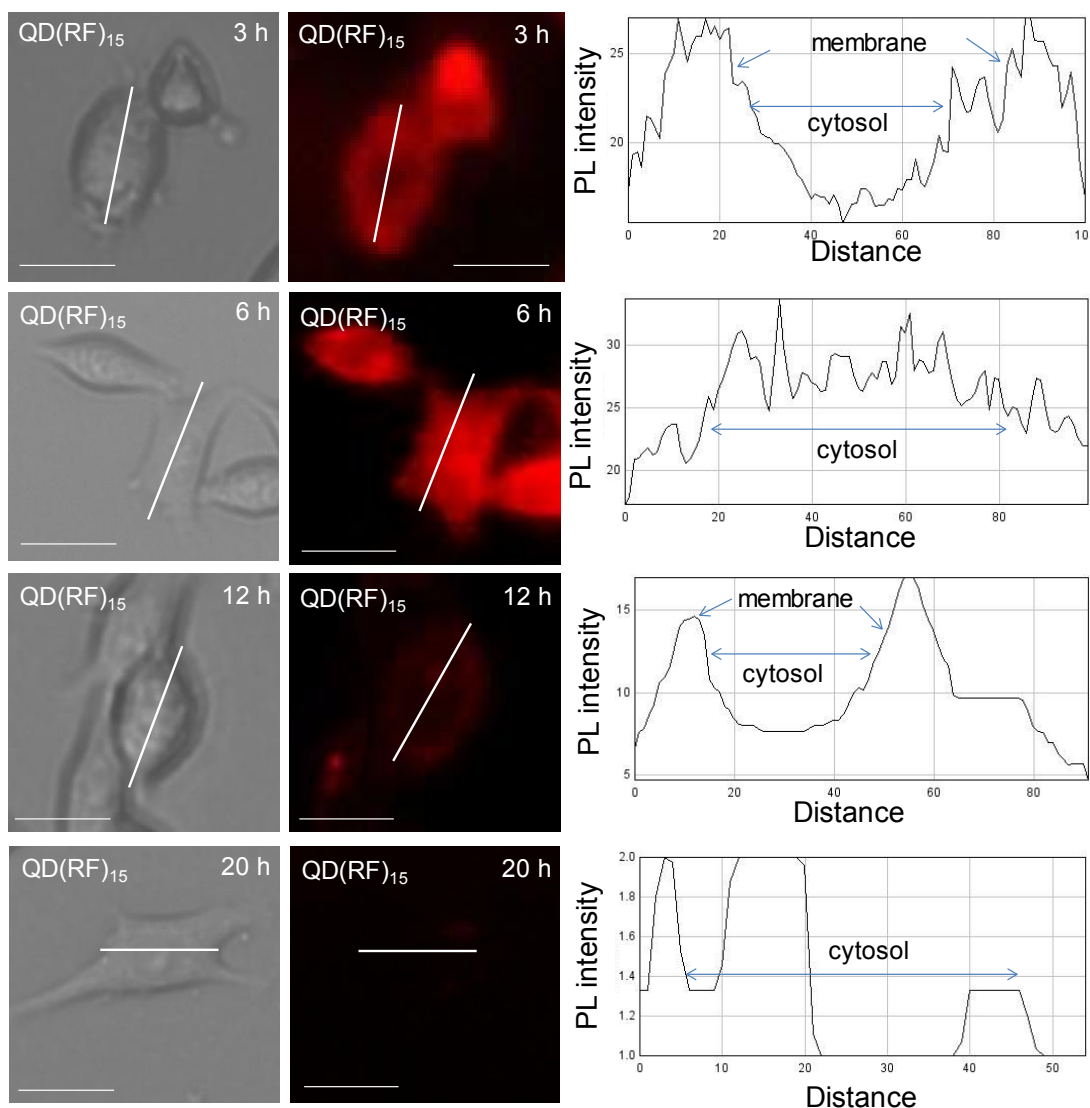 QD(RF)₁₅ 3 h
3 h
PL intensity
25
20
membrane
cytosol
0 20 40 60 80 10
Distance
QD(RF)₁₅ 6 h
QD(RF)₁₅ 6 h
PL intensity
30
25
20
cytosol
0 20 40 60 80
Distance
QD(RF)₁₅ 12 h
QD(RF)₁₅ 12 h
PL intensity
15
10
5
membrane
cytosol
0 20 40 60 80
Distance
QD(RF)₁₅ 20 h
QD(RF)₁₅ 20 h
PL intensity
2.0
1.8
1.6
1.4
1.2
1.0
cytosol
0 10 20 30 40 50
Distance